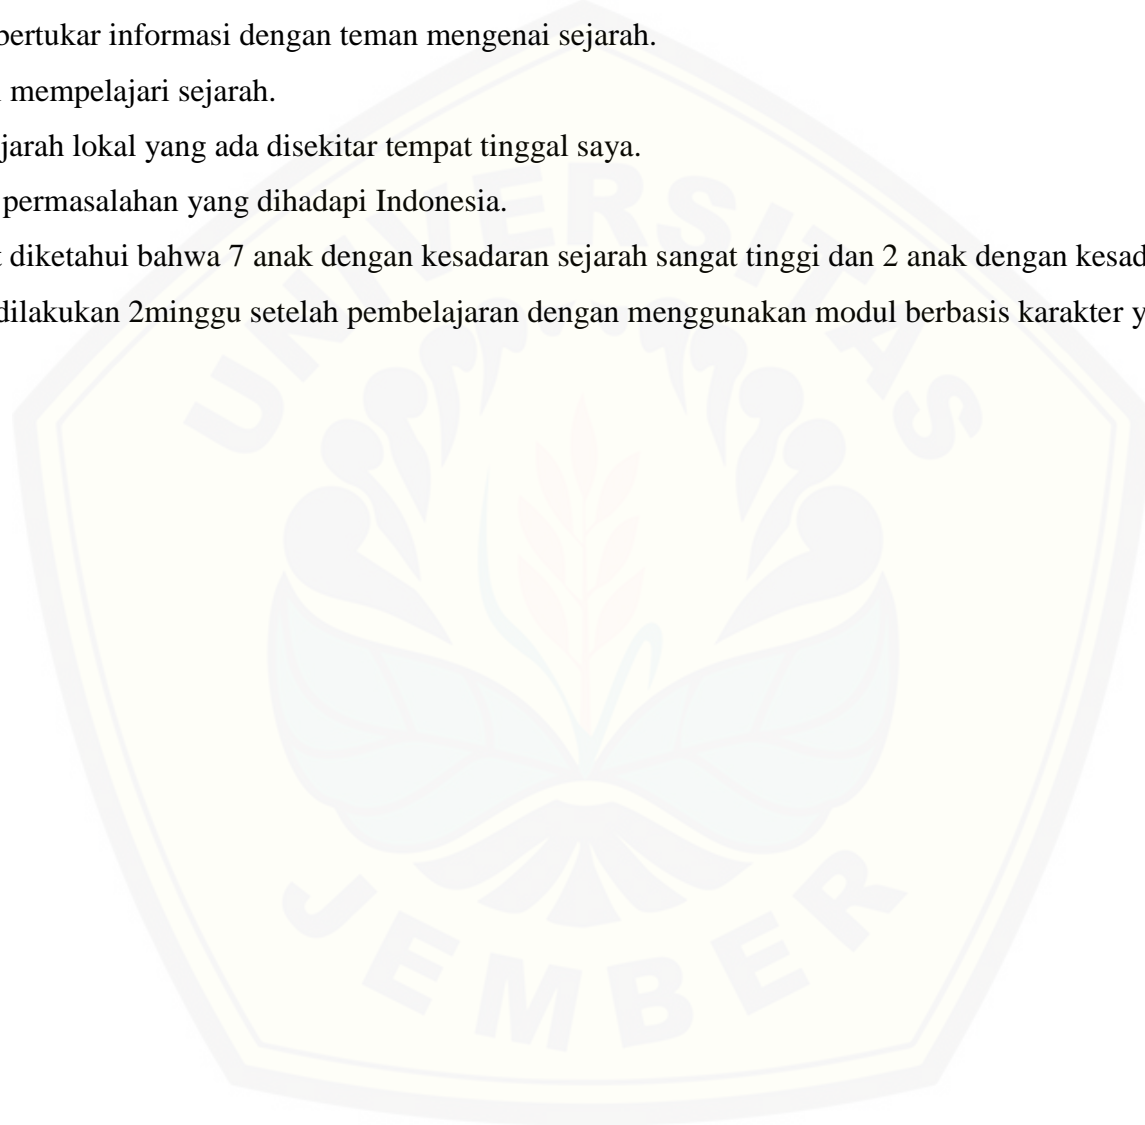 bertukar informasi dengan teman mengenai sejarah.
mempelajari sejarah.
jarah lokal yang ada disekitar tempat tinggal saya.
permasalahan yang dihadapi Indonesia.
diketahui bahwa 7 anak dengan kesadaran sejarah sangat tinggi dan 2 anak dengan kesad
dilakukan 2minggu setelah pembelajaran dengan menggunakan modul berbasis karakter y
UNIVERSITAS
JEMBER